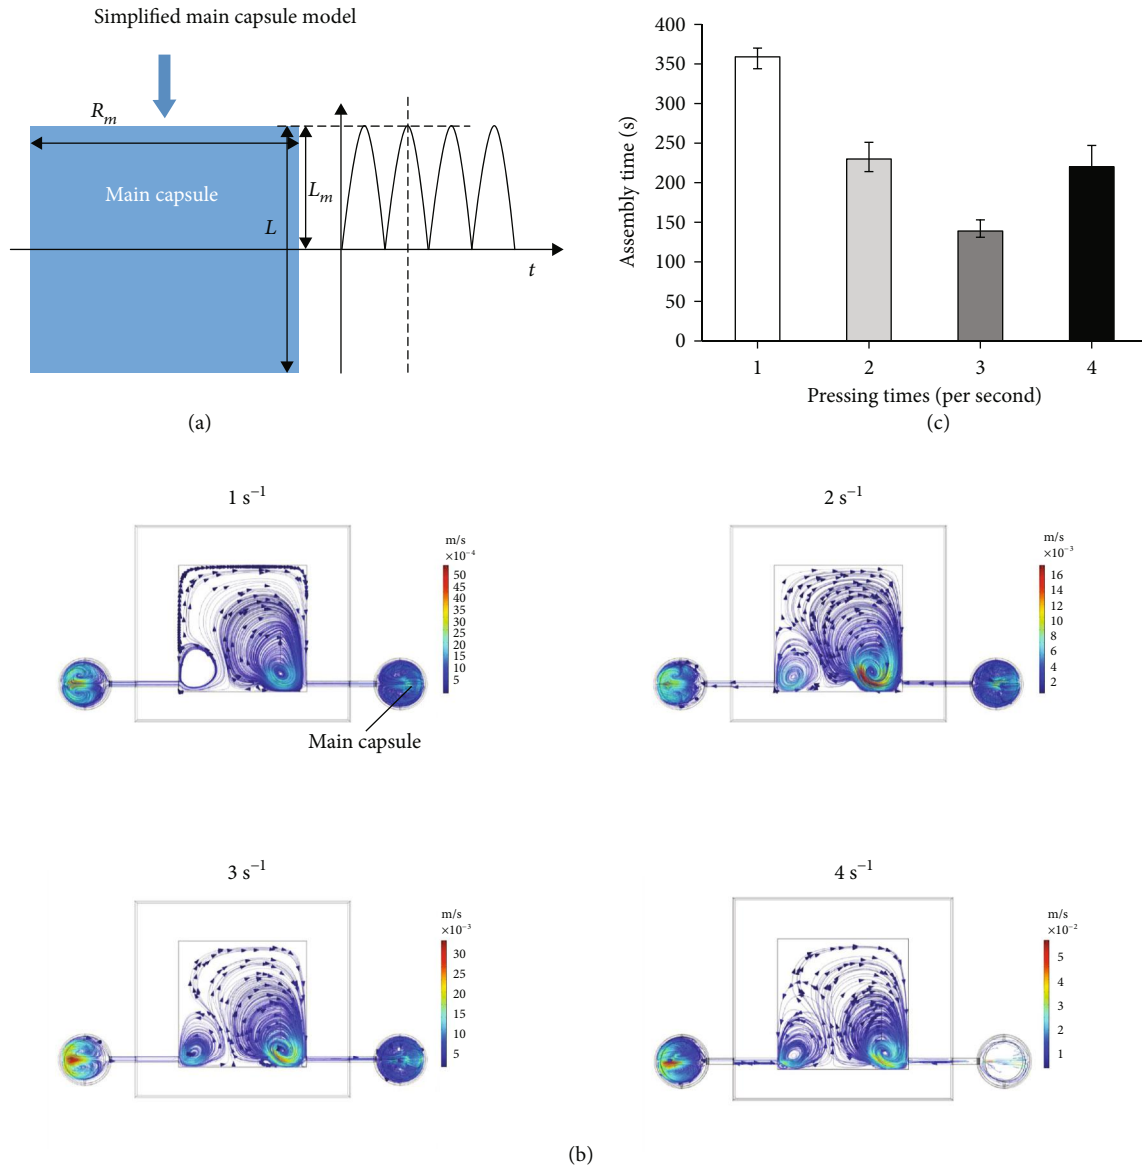 Simplified main capsule model
R_m
Main capsule
L_m
L
t
(a)
400
350
300
250
200
150
100
50
0
Assembly time (s)
1 2 3 4
Pressing times (per second)
(c)
1 s⁻¹
m/s
×10⁻⁴
50
45
40
35
30
25
20
15
10
5
Main capsule
2 s⁻¹
m/s
×10⁻³
16
14
12
10
8
6
4
2
3 s⁻¹
m/s
×10⁻³
30
25
20
15
10
5
4 s⁻¹
m/s
×10⁻²
5
4
3
2
1
(b)